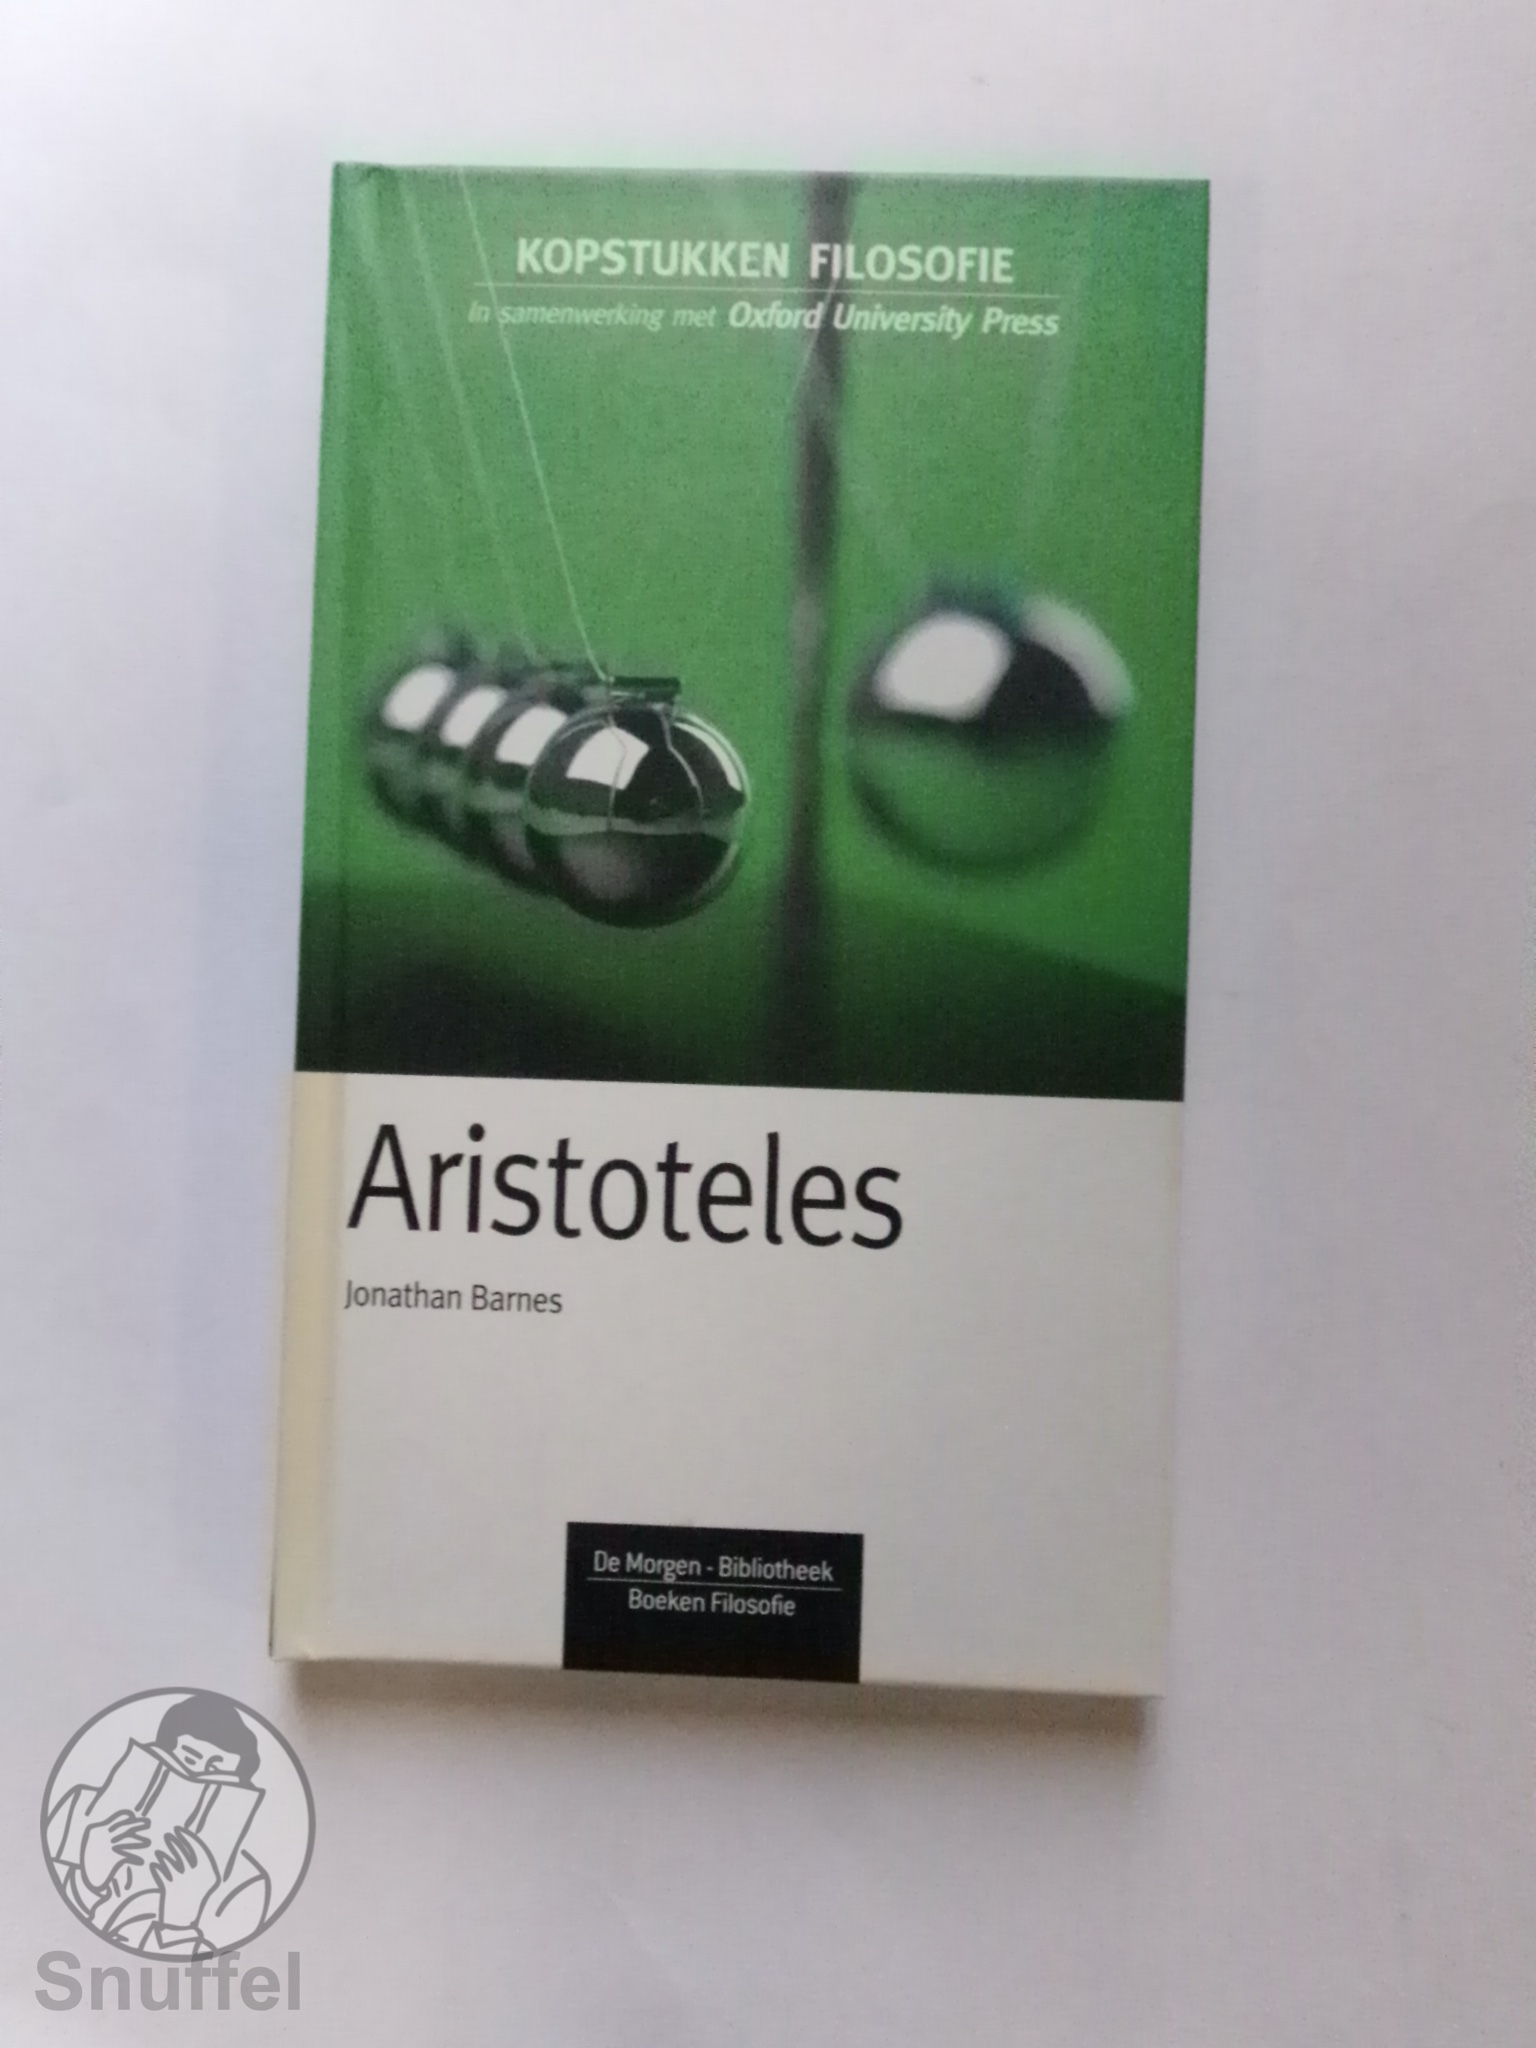 KOPSTUKKEN FILOSOFIE
In samenwerking met Oxford University Press
Aristoteles
Jonathan Barnes
De Morgen - Bibliotheek
Boeken Filosofie
Snuffel